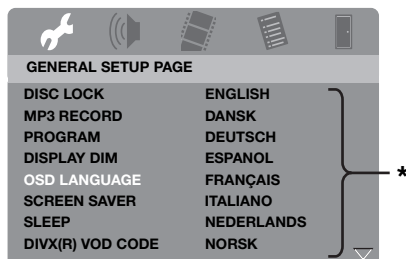 GENERAL SETUP PAGE
DISC LOCK ENGLISH
MP3 RECORD DANSK
PROGRAM DEUTSCH
DISPLAY DIM ESPANOL
OSD LANGUAGE FRANÇAIS
SCREEN SAVER ITALIANO
SLEEP NEDERLANDS
DIVX(R) VOD CODE NORSK
*